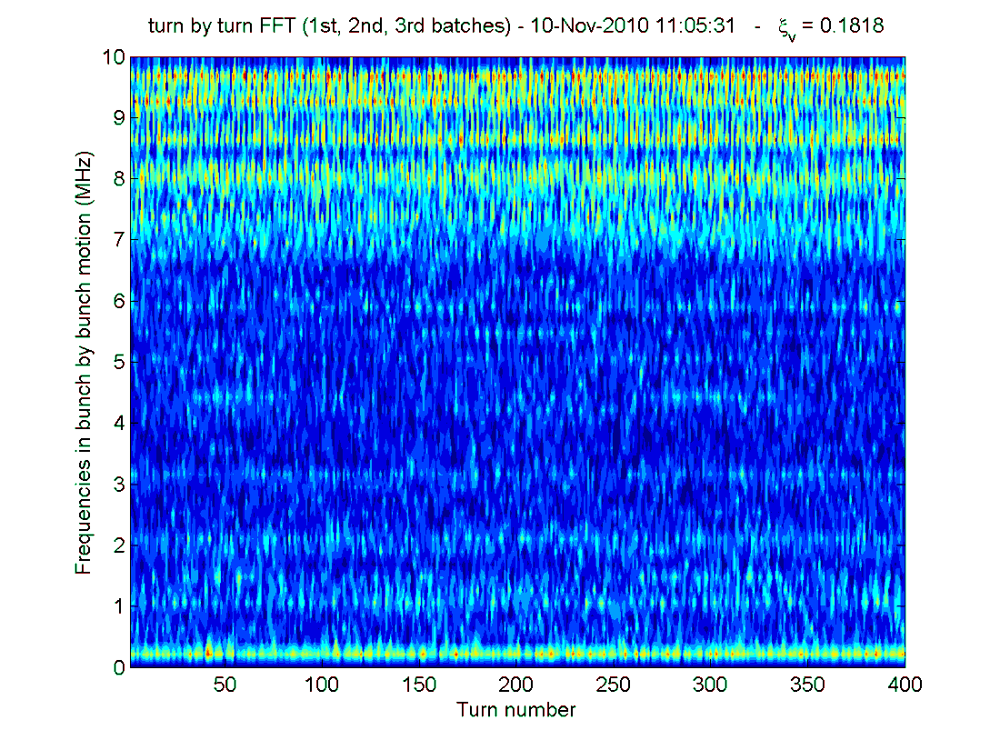 turn by turn FFT (1st, 2nd, 3rd batches) - 10-Nov-2010 11:05:31 - ξv = 0.1818
10
9
8
7
6
5
4
3
2
1
0
Frequencies in bunch by bunch motion (MHz)
50 100 150 200 250 300 350 400
Turn number